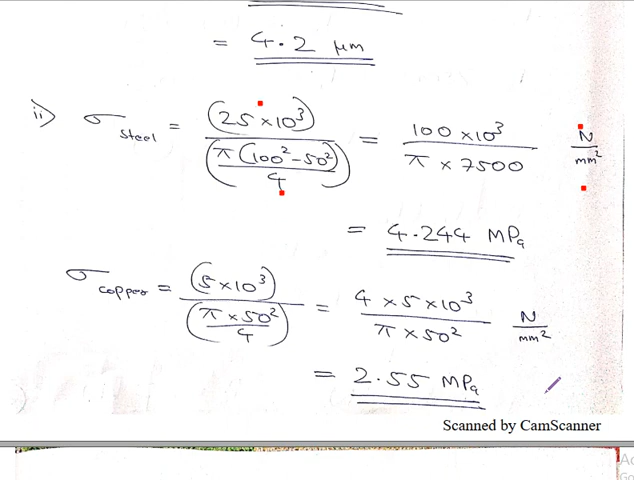 = 4.2 μm
ii) σ steel = (25 × 10³) / (π (100² - 50²) / 4) = 100 × 10³ / π × 7500 N / mm²
= 4.244 MPa
σ copper = (5 × 10³) / (π × 50² / 4) = 4 × 5 × 10³ / π × 50² N / mm²
= 2.55 MPa
Scanned by CamScanner